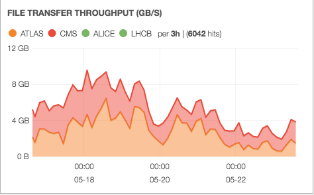 FILE TRANSFER THROUGHPUT (GB/S)
ATLAS CMS ALICE LHCB per 3h | (6042 hits)
12 GB
8 GB
4 GB
0 B
00:00 00:00 00:00
05-18 05-20 05-22